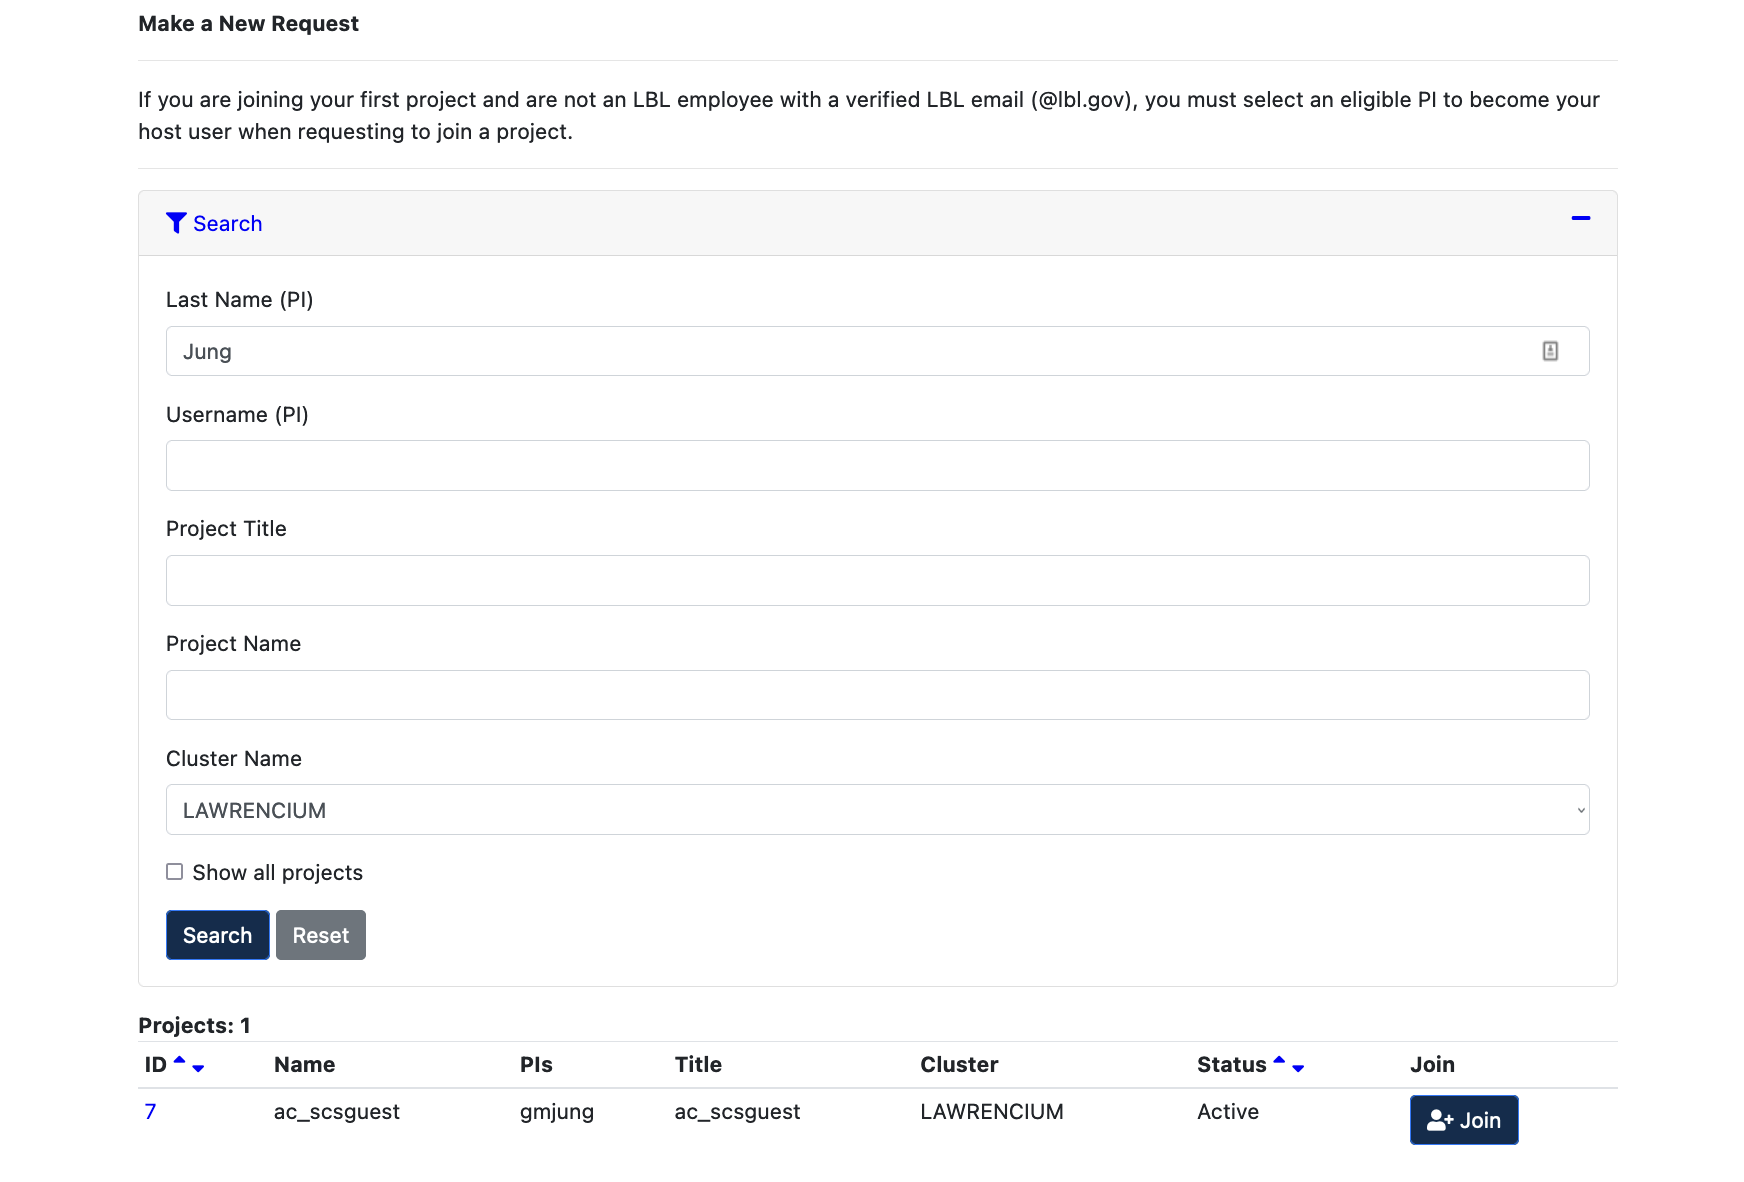 Make a New Request
If you are joining your first project and are not an LBL employee with a verified LBL email (@lbl.gov), you must select an eligible PI to become your
host user when requesting to join a project.
Search
Last Name (PI)
Jung
Username (PI)
Project Title
Project Name
Cluster Name
LAWRENCIUM
Show all projects
Search Reset
Projects: 1
ID Name PIs Title Cluster Status Join
7 ac_scsguest gmjung ac_scsguest LAWRENCIUM Active Join